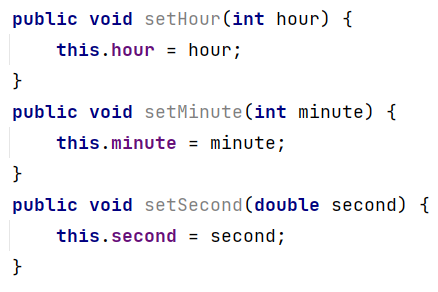 public void setHour(int hour) {
    this.hour = hour;
}
public void setMinute(int minute) {
    this.minute = minute;
}
public void setSecond(double second) {
    this.second = second;
}